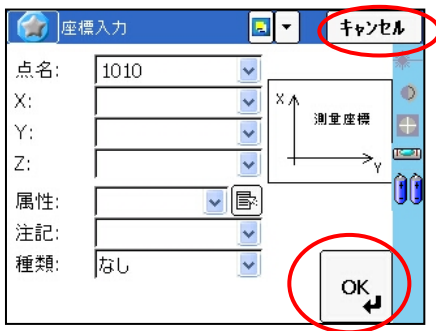 座標入力
キャンセル
点名: 1010
X:
Y:
Z:
X
測量座標
Y
属性:
注記:
種類: なし
OK